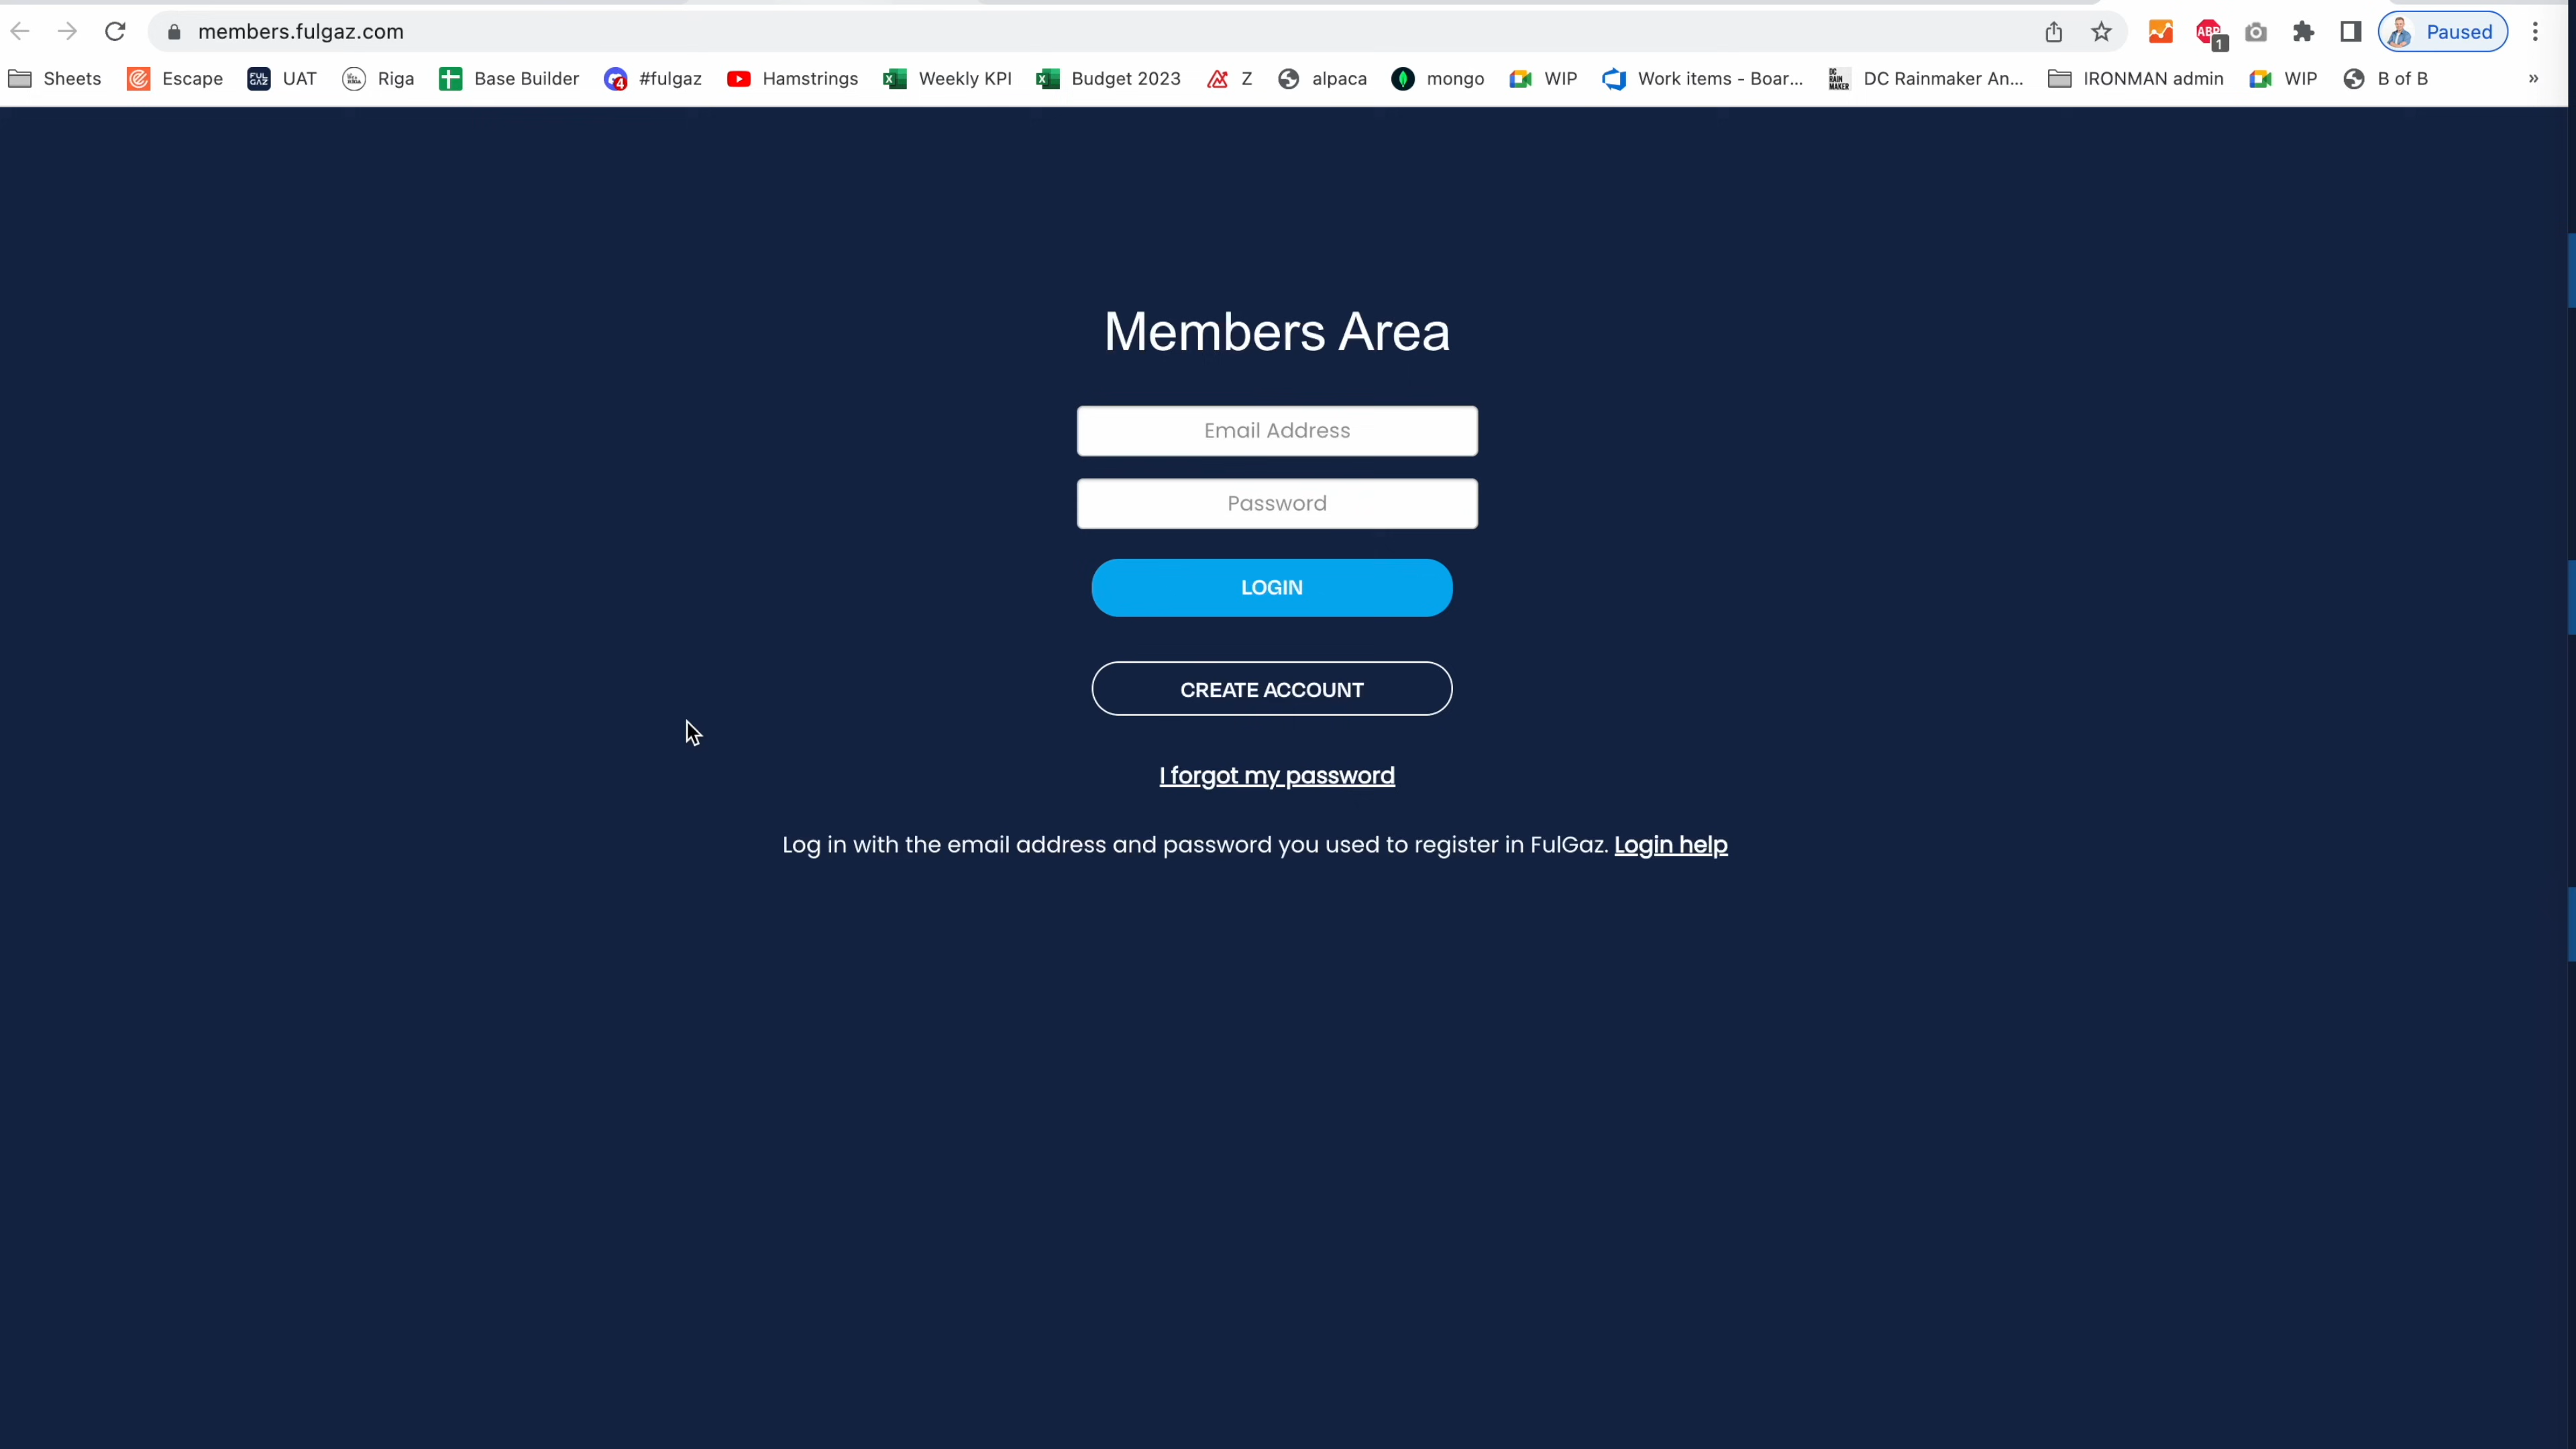 members.fulgaz.com
Paused
Sheets Escape UAT Riga Base Builder #fulgaz Hamstrings Weekly KPI Budget 2023 Z alpaca mongo WIP Work items - Boar... DC Rainmaker An... IRONMAN admin WIP B of B »
Members Area
Email Address
Password
LOGIN
CREATE ACCOUNT
I forgot my password
Log in with the email address and password you used to register in FulGaz. Login help